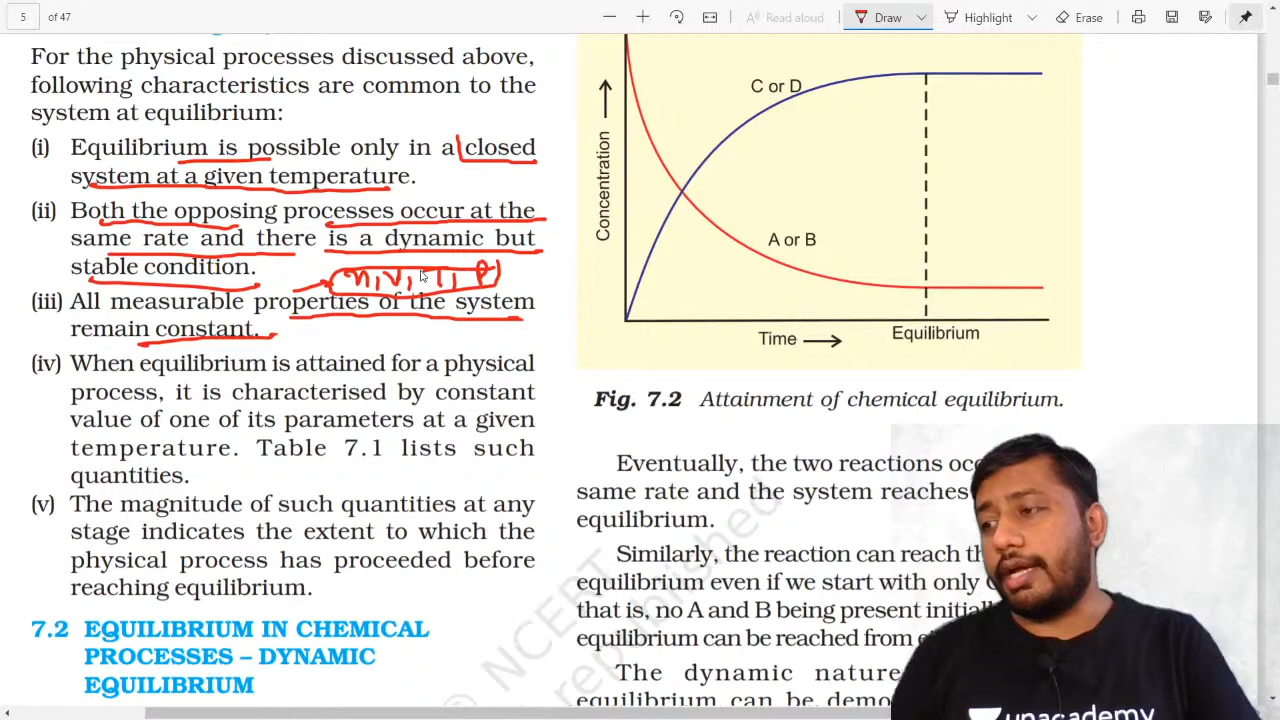 5 of 47
Read aloud
Draw
Highlight
Erase
For the physical processes discussed above,
following characteristics are common to the
system at equilibrium:
(i) Equilibrium is possible only in a closed
system at a given temperature.
(ii) Both the opposing processes occur at the
same rate and there is a dynamic but
stable condition.
n, V, T, P
(iii) All measurable properties of the system
remain constant.
(iv) When equilibrium is attained for a physical
process, it is characterised by constant
value of one of its parameters at a given
temperature. Table 7.1 lists such
quantities.
(v) The magnitude of such quantities at any
stage indicates the extent to which the
physical process has proceeded before
reaching equilibrium.
7.2 EQUILIBRIUM IN CHEMICAL
PROCESSES – DYNAMIC
EQUILIBRIUM
C or D
Concentration
A or B
Time
Equilibrium
Fig. 7.2 Attainment of chemical equilibrium.
Eventually, the two reactions
same rate and the system reaches
equilibrium.
Similarly, the reaction can reach
equilibrium even if we start with only
that is, no A and B being present
equilibrium can be reached from
The dynamic
equilibrium can be
© NCERT
republished
unacademy